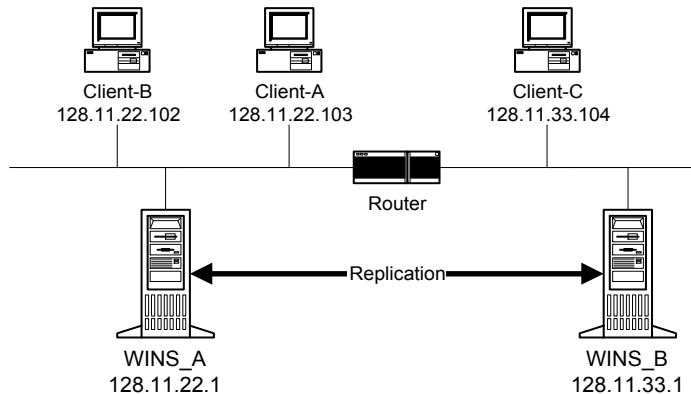 Client-B
128.11.22.102
Client-A
128.11.22.103
Client-C
128.11.33.104
Router
Replication
WINS_A
128.11.22.1
WINS_B
128.11.33.1